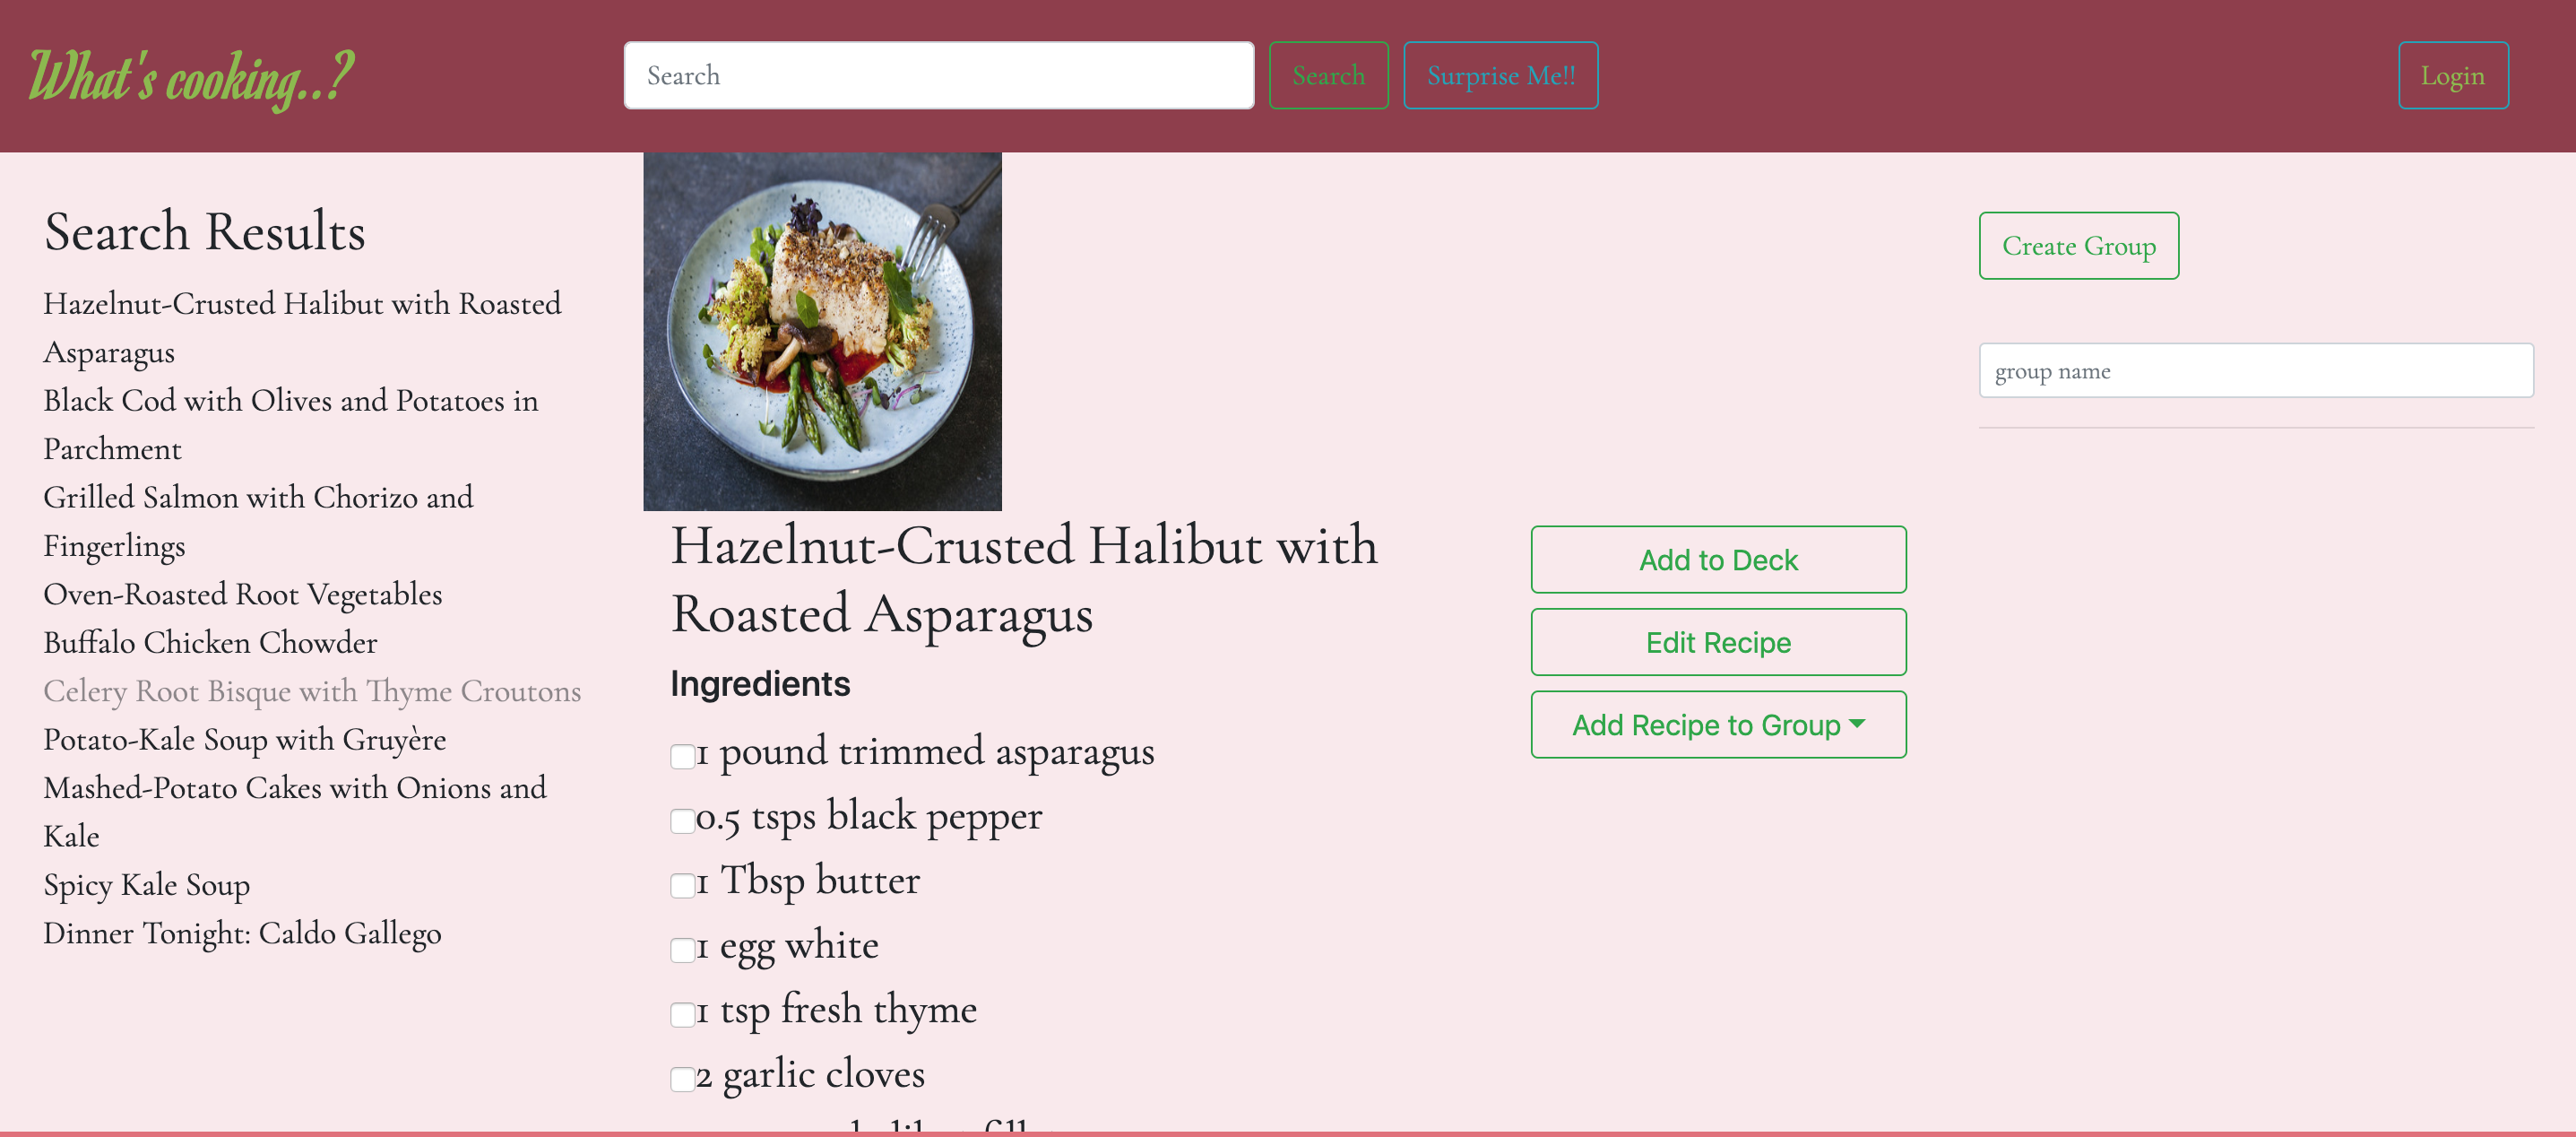 What's cooking..?
Search
Search
Surprise Me!!
Login
Search Results
Hazelnut-Crusted Halibut with Roasted
Asparagus
Black Cod with Olives and Potatoes in
Parchment
Grilled Salmon with Chorizo and
Fingerlings
Oven-Roasted Root Vegetables
Buffalo Chicken Chowder
Celery Root Bisque with Thyme Croutons
Potato-Kale Soup with Gruyère
Mashed-Potato Cakes with Onions and
Kale
Spicy Kale Soup
Dinner Tonight: Caldo Gallego
Hazelnut-Crusted Halibut with
Roasted Asparagus
Ingredients
1 pound trimmed asparagus
0.5 tsps black pepper
1 Tbsp butter
1 egg white
1 tsp fresh thyme
2 garlic cloves
Add to Deck
Edit Recipe
Add Recipe to Group
Create Group
group name